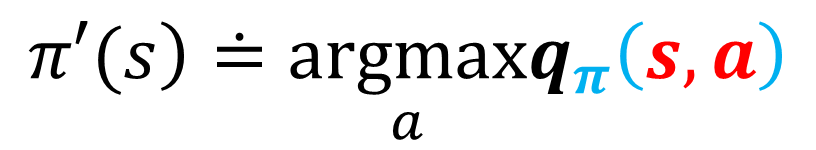 π′(s) ≐ argmax q_π(s, a)
a